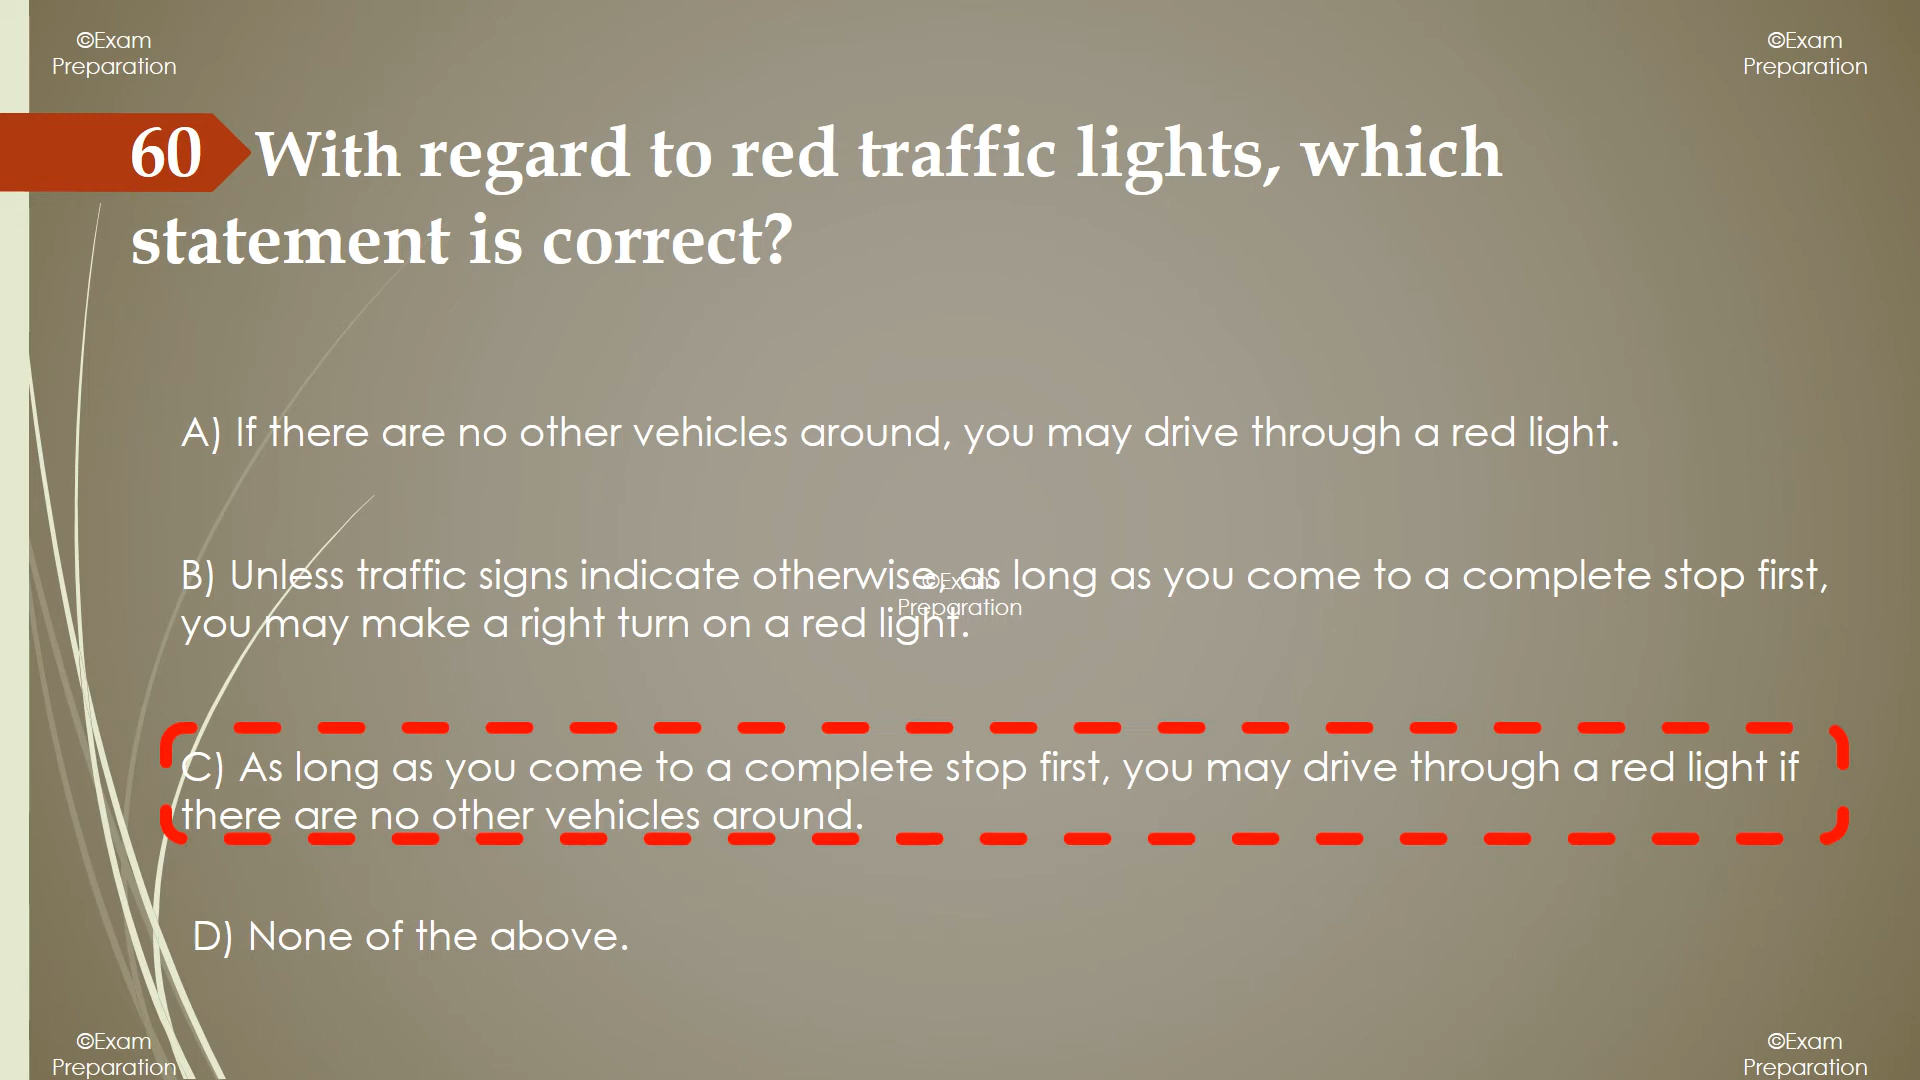 ©Exam
Preparation
©Exam
Preparation
60 With regard to red traffic lights, which
statement is correct?
A) If there are no other vehicles around, you may drive through a red light.
B) Unless traffic signs indicate otherwise, as long as you come to a complete stop first,
you may make a right turn on a red light.
©Exam
Preparation
C) As long as you come to a complete stop first, you may drive through a red light if
there are no other vehicles around.
D) None of the above.
©Exam
Preparation
©Exam
Preparation